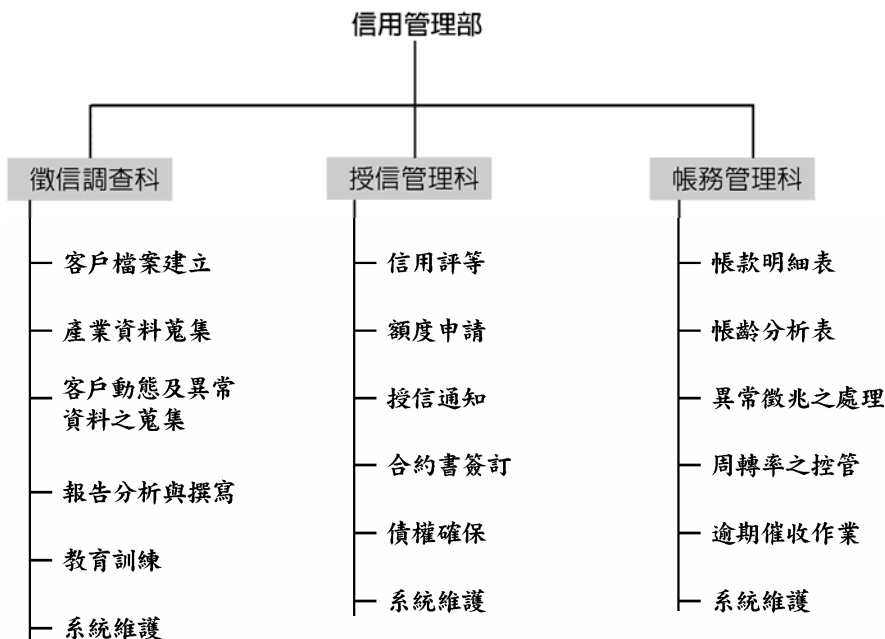 信用管理部
徵信調查科
客戶檔案建立
產業資料蒐集
客戶動態及異常
資料之蒐集
報告分析與撰寫
教育訓練
系統維護
授信管理科
信用評等
額度申請
授信通知
合約書簽訂
債權確保
系統維護
帳務管理科
帳款明細表
帳齡分析表
異常徵兆之處理
周轉率之控管
逾期催收作業
系統維護